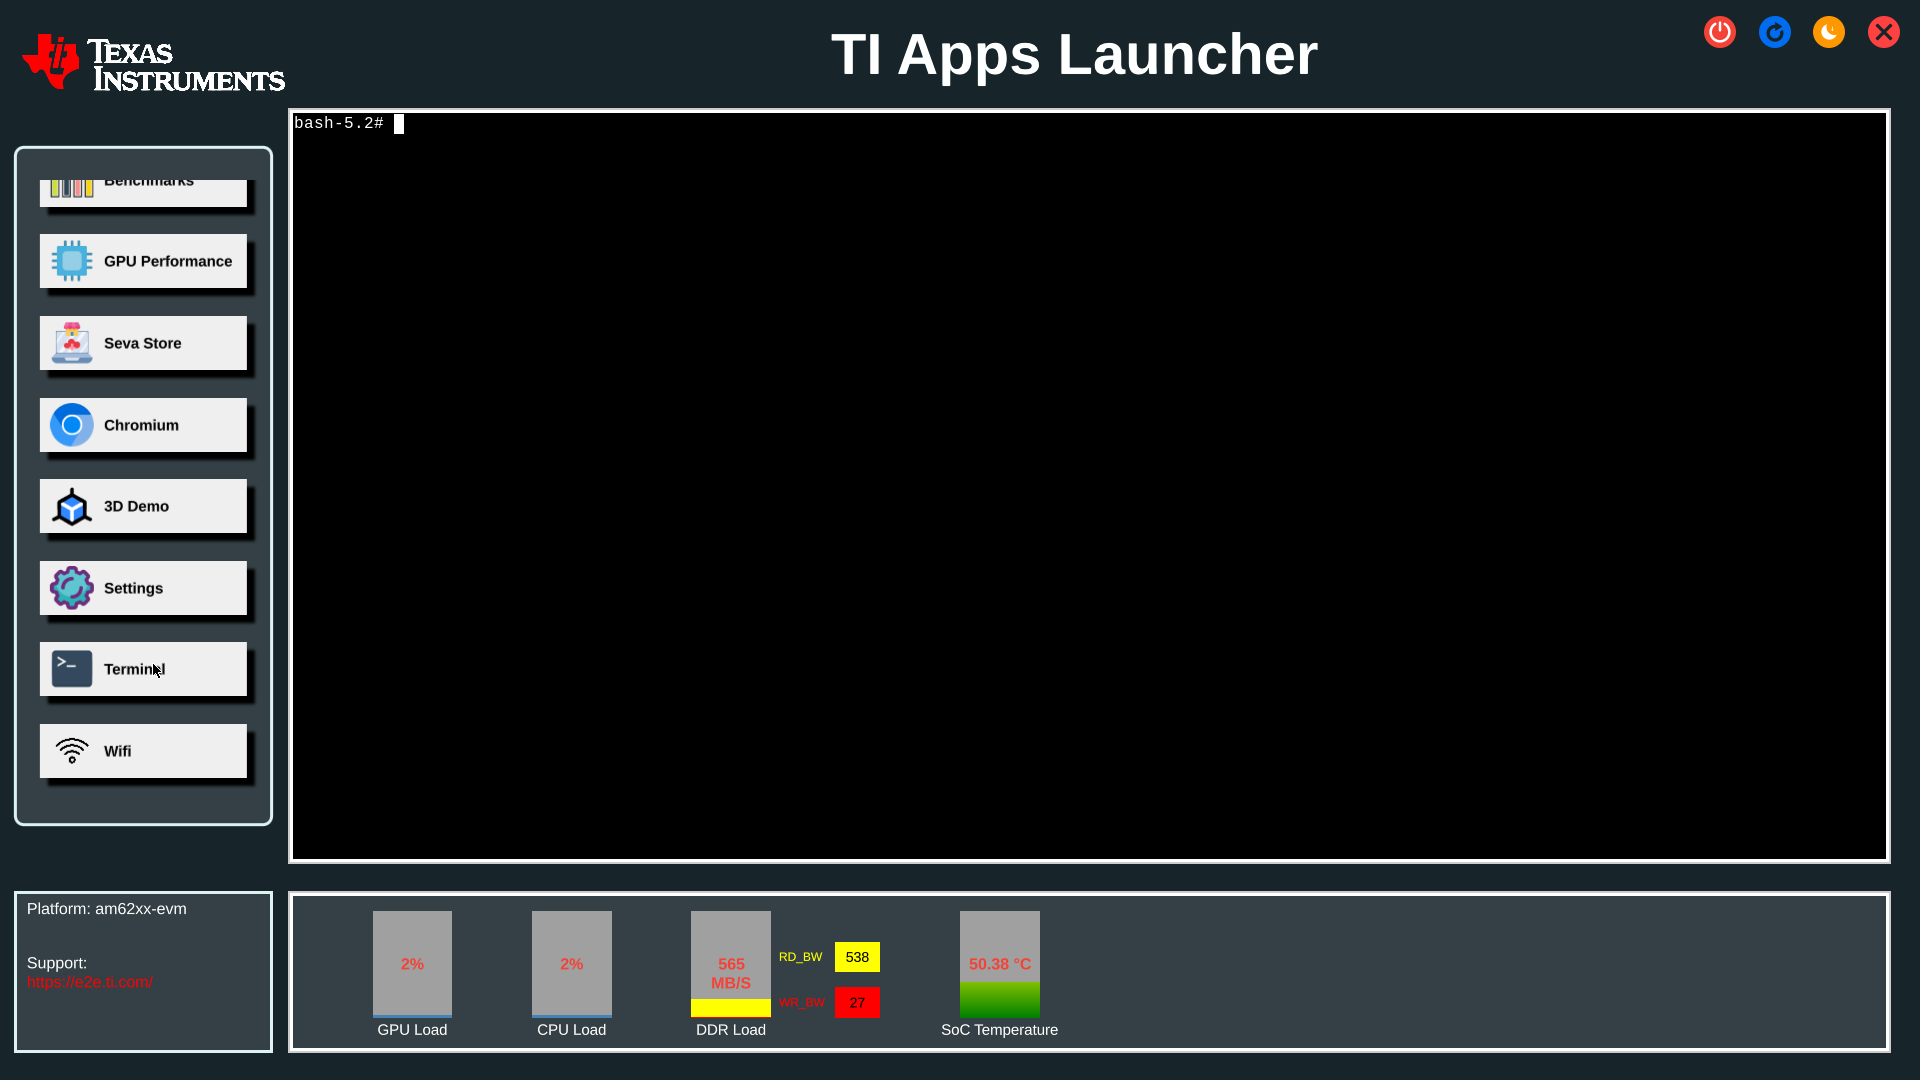 TEXAS
INSTRUMENTS
TI Apps Launcher
bash-5.2#
Benchmarks
GPU Performance
Seva Store
Chromium
3D Demo
Settings
>_
Terminal
Wifi
Platform: am62xx-evm
Support:
https://e2e.ti.com/
2%
GPU Load
2%
CPU Load
565
MB/S
DDR Load
RD_BW 538
WR_BW 27
50.38 °C
SoC Temperature